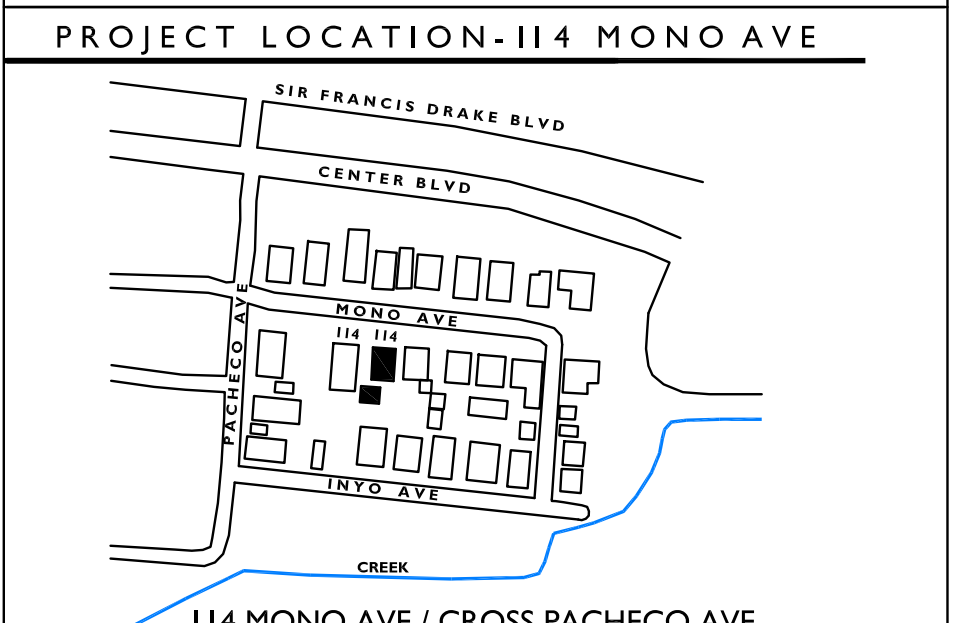 PROJECT LOCATION-114 MONO AVE
SIR FRANCIS DRAKE BLVD
CENTER BLVD
MONO AVE
114 114
PACHECO AVE
INYO AVE
CREEK
114 MONO AVE / CROSS PACHECO AVE